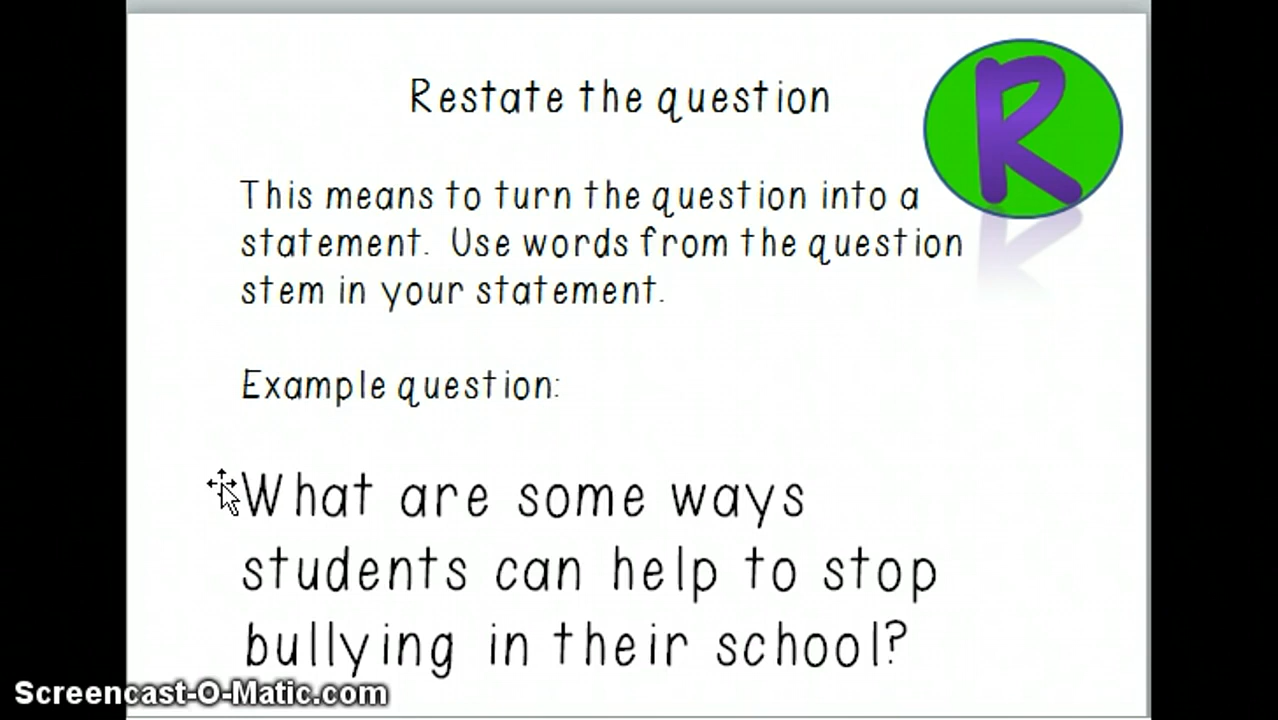 Restate the question
R
This means to turn the question into a
statement. Use words from the question
stem in your statement.
Example question:
What are some ways
students can help to stop
bullying in their school?
Screencast-O-Matic.com